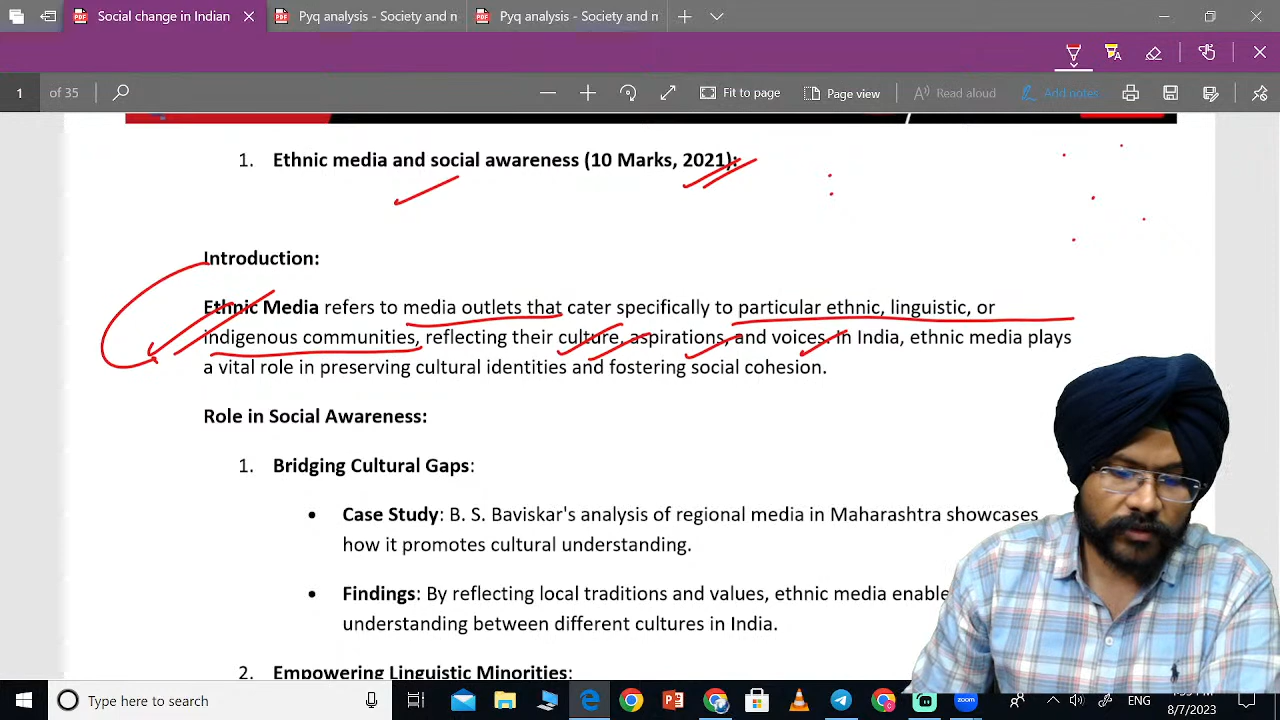 Social change in
Pyq analysis - Society and n
Pyq analysis - Society and n
1 of 35
Fit to page
Page view
Read aloud
Add notes
1. Ethnic media and social awareness (10 Marks, 2021):
Introduction:
Ethnic Media refers to media outlets that cater specifically to particular ethnic, linguistic, or
indigenous communities, reflecting their culture, aspirations, and voices. In India, ethnic media plays
a vital role in preserving cultural identities and fostering social cohesion.
Role in Social Awareness:
1. Bridging Cultural Gaps:
• Case Study: B. S. Baviskar's analysis of regional media in Maharashtra showcases
how it promotes cultural understanding.
• Findings: By reflecting local traditions and values, ethnic media enable
understanding between different cultures in India.
2. Empowering Linguistic Minorities:
Type here to search
zoom
ENG
8/7/2023